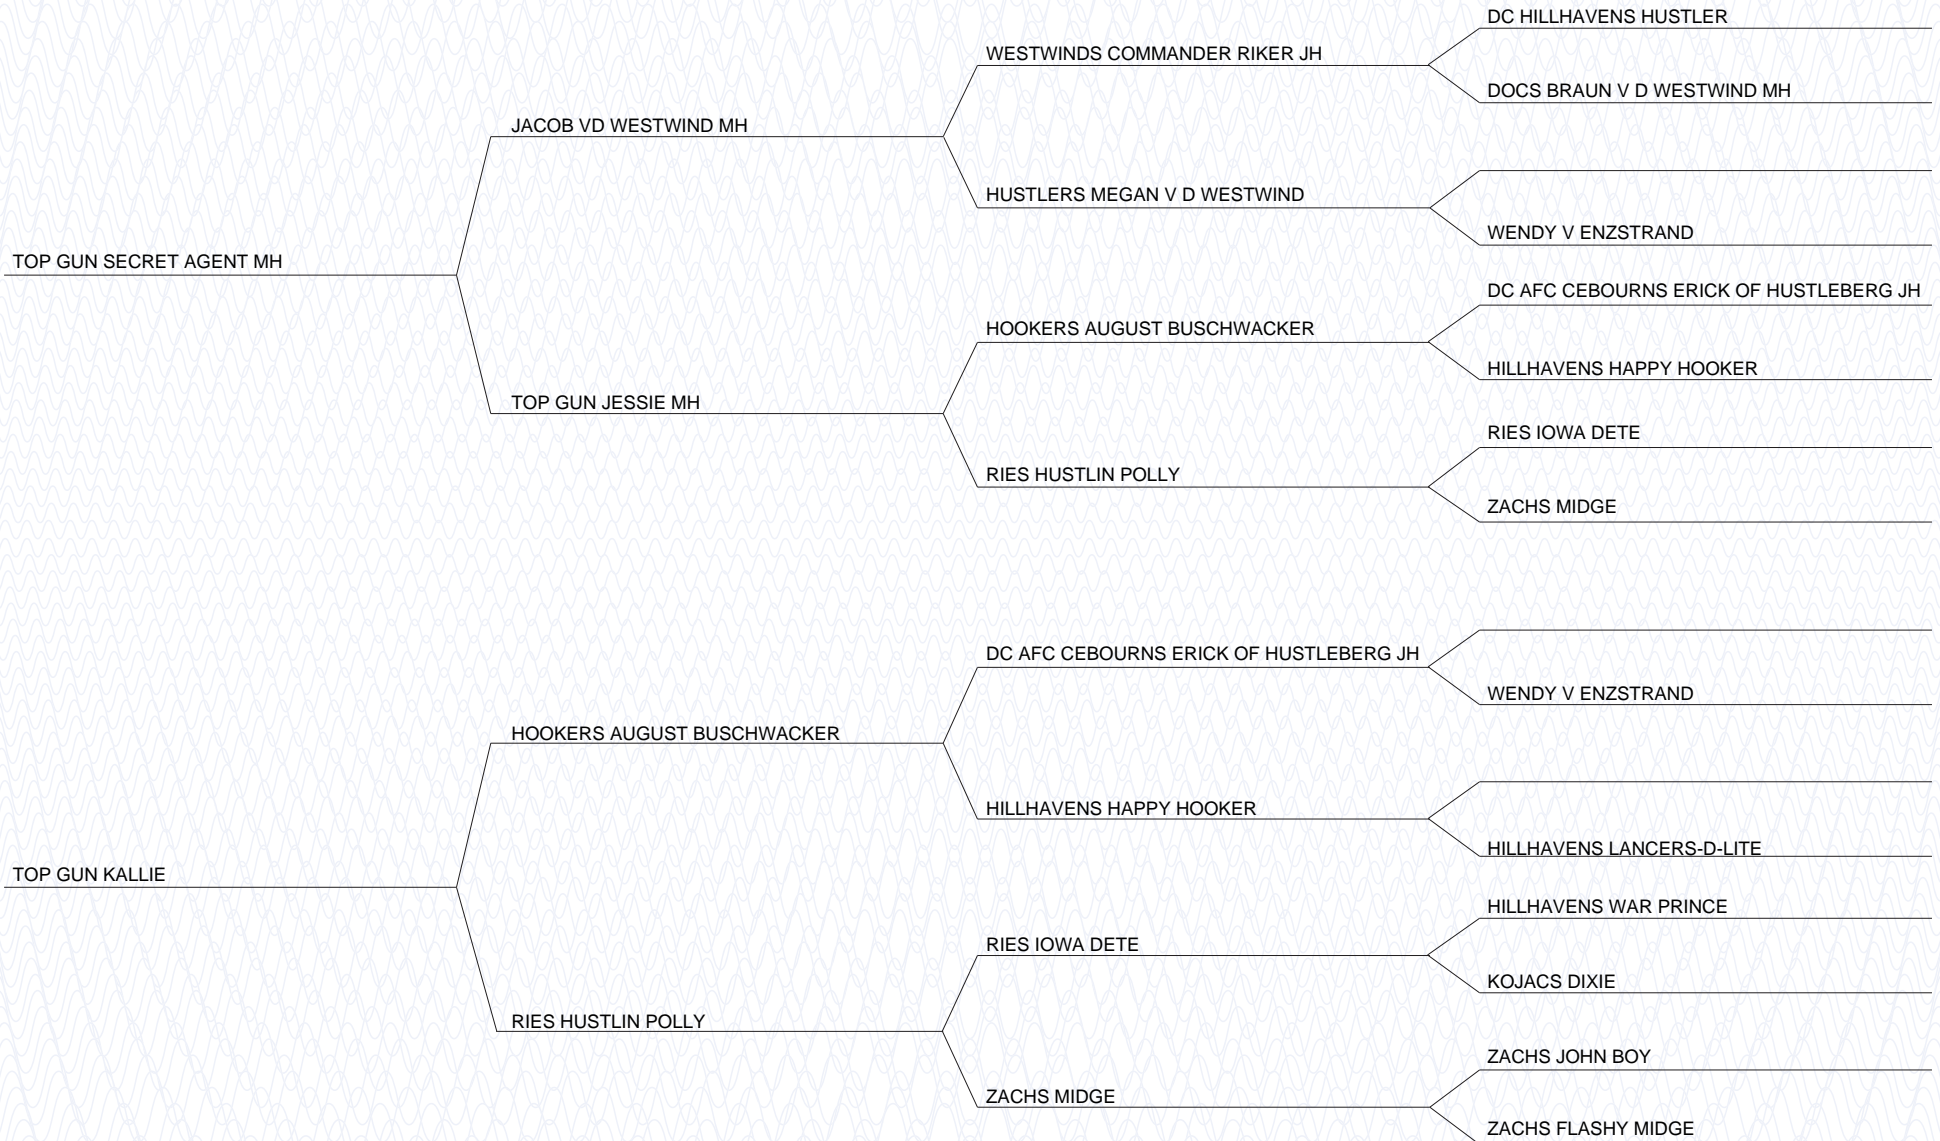 DC HILLHAVENS HUSTLER
WESTWINDS COMMANDER RIKER JH
DOCS BRAUN V D WESTWIND MH
JACOB VD WESTWIND MH
HUSTLERS MEGAN V D WESTWIND
WENDY V ENZSTRAND
TOP GUN SECRET AGENT MH
DC AFC CEBOURNS ERICK OF HUSTLEBERG JH
HOOKERS AUGUST BUSCHWACKER
HILLHAVENS HAPPY HOOKER
TOP GUN JESSIE MH
RIES IOWA DETE
RIES HUSTLIN POLLY
ZACHS MIDGE
DC AFC CEBOURNS ERICK OF HUSTLEBERG JH
WENDY V ENZSTRAND
HOOKERS AUGUST BUSCHWACKER
HILLHAVENS HAPPY HOOKER
HILLHAVENS LANCERS-D-LITE
TOP GUN KALLIE
HILLHAVENS WAR PRINCE
RIES IOWA DETE
KOJACS DIXIE
RIES HUSTLIN POLLY
ZACHS JOHN BOY
ZACHS MIDGE
ZACHS FLASHY MIDGE